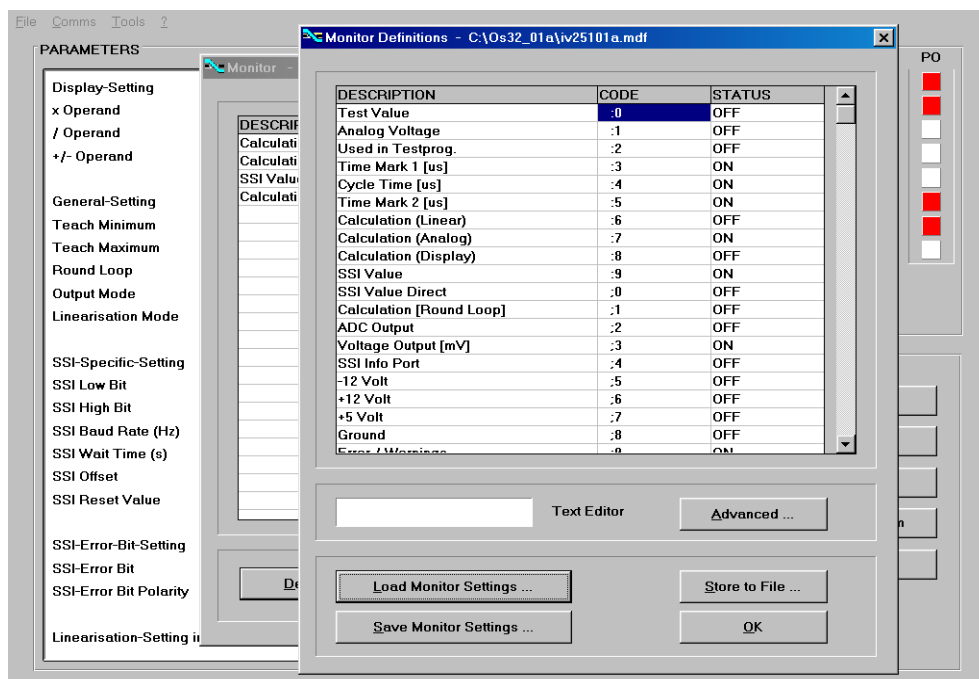 File Comms Tools ?
PARAMETERS
Display-Setting
x Operand
/ Operand
+/- Operand
General-Setting
Teach Minimum
Teach Maximum
Round Loop
Output Mode
Linearisation Mode
SSI-Specific-Setting
SSI Low Bit
SSI High Bit
SSI Baud Rate (Hz)
SSI Wait Time (s)
SSI Offset
SSI Reset Value
SSI-Error-Bit-Setting
SSI-Error Bit
SSI-Error Bit Polarity
Linearisation-Setting
Monitor -
SSI
Monitor Definitions - C:\Os32_01a\iv25101a.mdf
DESCRIPTION CODE STATUS
Test Value :0 OFF
Analog Voltage :1 OFF
Used in Testprog. :2 OFF
Time Mark 1 [us] :3 ON
Cycle Time [us] :4 ON
Time Mark 2 [us] :5 ON
Calculation (Linear) :6 OFF
Calculation (Analog) :7 ON
Calculation (Display) :8 OFF
SSI Value :9 ON
SSI Value Direct ;0 OFF
Calculation [Round Loop] ;1 OFF
ADC Output ;2 OFF
Voltage Output [mV] ;3 ON
SSI Info Port ;4 OFF
-12 Volt ;5 OFF
+12 Volt ;6 OFF
+5 Volt ;7 OFF
Ground ;8 OFF
Error / Warnings ;9 ON
Text Editor
Advanced ...
Load Monitor Settings ...
Store to File ...
Save Monitor Settings ...
OK
PO